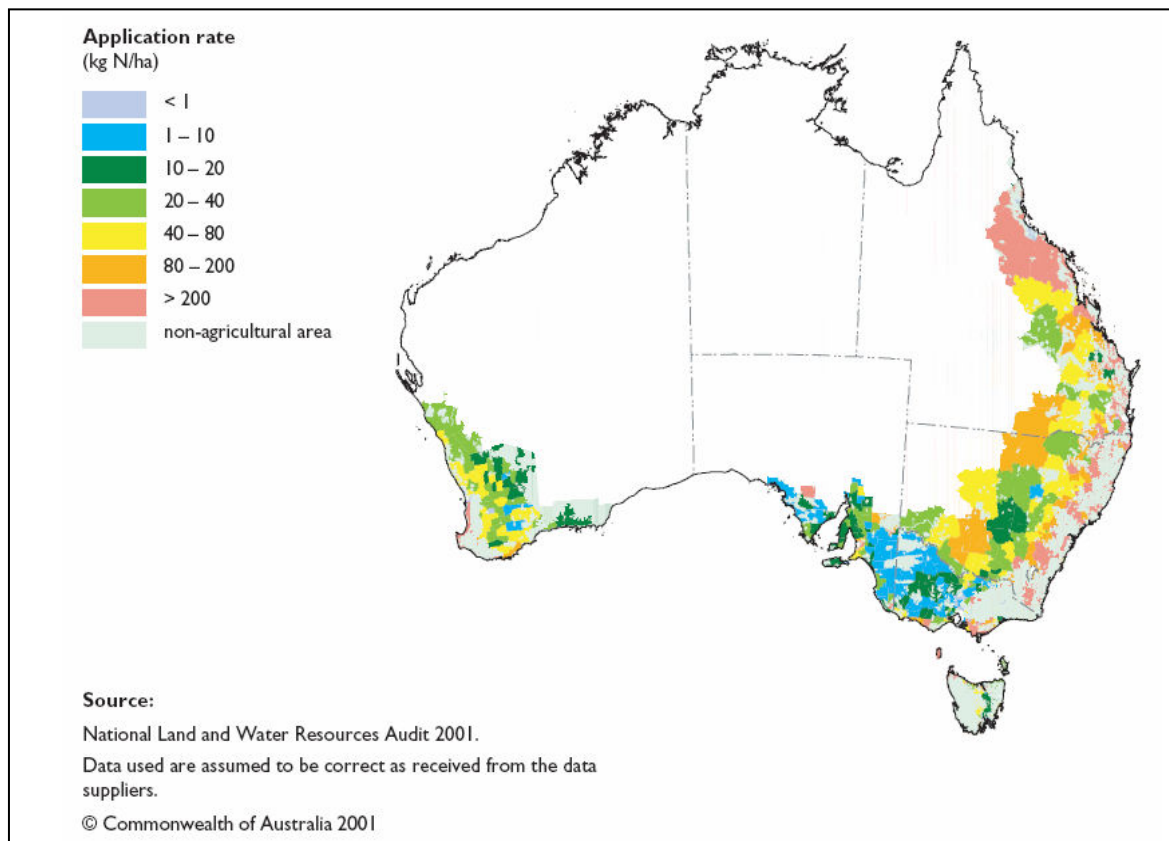 Application rate
(kg N/ha)
< 1
1 – 10
10 – 20
20 – 40
40 – 80
80 – 200
> 200
non-agricultural area
Source:
National Land and Water Resources Audit 2001.
Data used are assumed to be correct as received from the data
suppliers.
© Commonwealth of Australia 2001